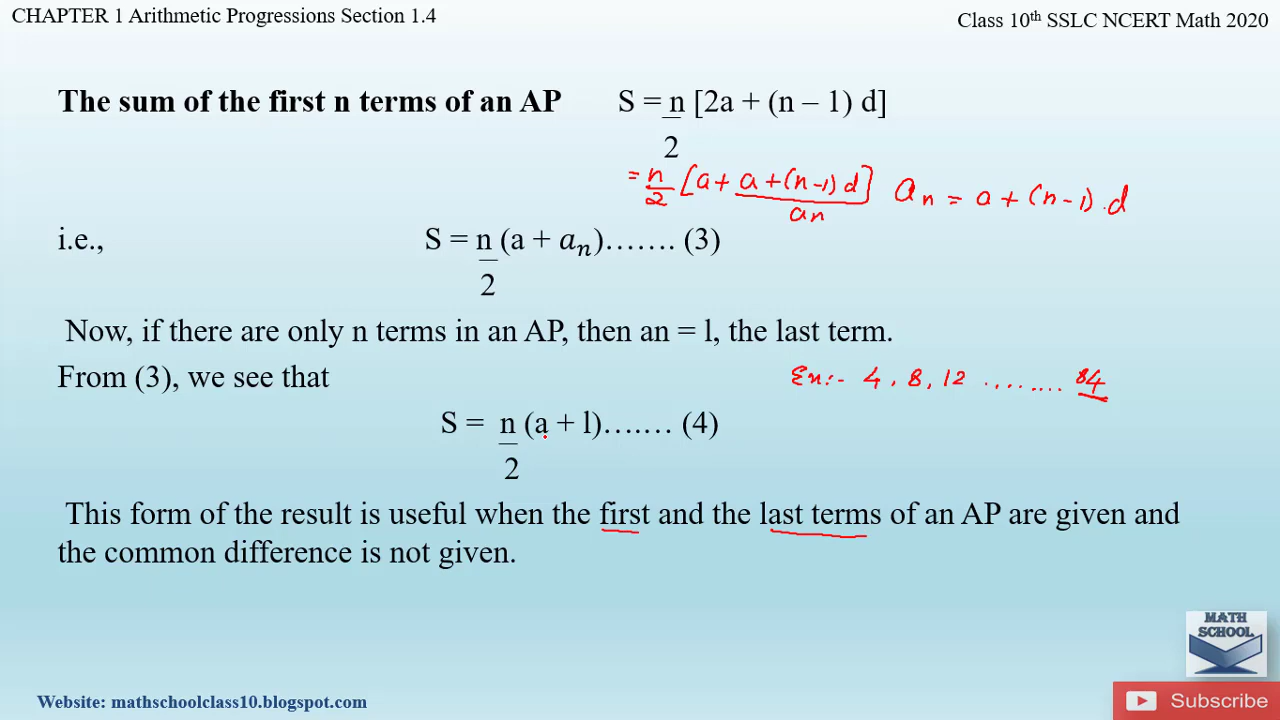 CHAPTER 1 Arithmetic Progressions Section 1.4
Class 10th SSLC NCERT Math 2020
The sum of the first n terms of an AP S = n [2a + (n – 1) d]
2
= n/2 [a + a + (n-1) d] an = a + (n-1).d
an
i.e., S = n (a + an)……. (3)
2
Now, if there are only n terms in an AP, then an = l, the last term.
From (3), we see that
Ex:- 4, 8, 12 ........ 84
S = n (a + l)…..… (4)
2
This form of the result is useful when the first and the last terms of an AP are given and
the common difference is not given.
MATH
SCHOOL
Website: mathschoolclass10.blogspot.com
Subscribe